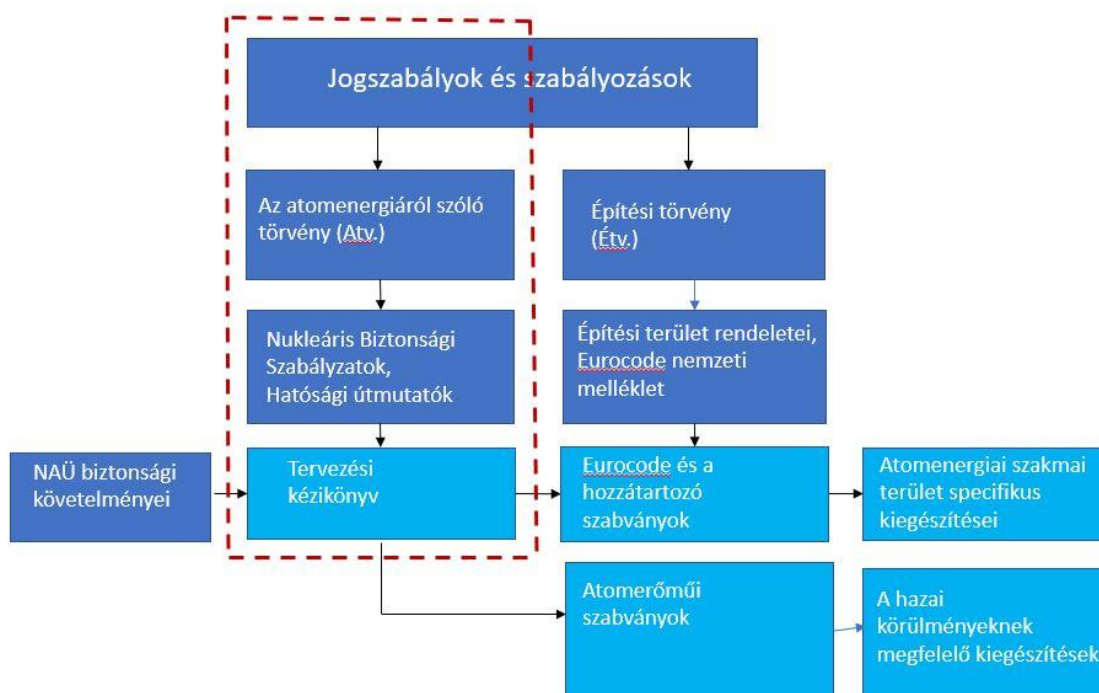 Jogszabályok és szabályozások
Az atomenergiáról szóló
törvény (Atv.)
Építési törvény
(Étv.)
Nukleáris Biztonsági
Szabályzatok,
Hatósági útmutatók
Építési terület rendeletei,
Eurocode nemzeti
melléklet
NAÜ biztonsági
követelményei
Tervezési
kézikönyv
Eurocode és a
hozzátartozó
szabványok
Atomenergiai szakmai
terület specifikus
kiegészítései
Atomerőműi
szabványok
A hazai
körülményeknek
megfelelő kiegészítések